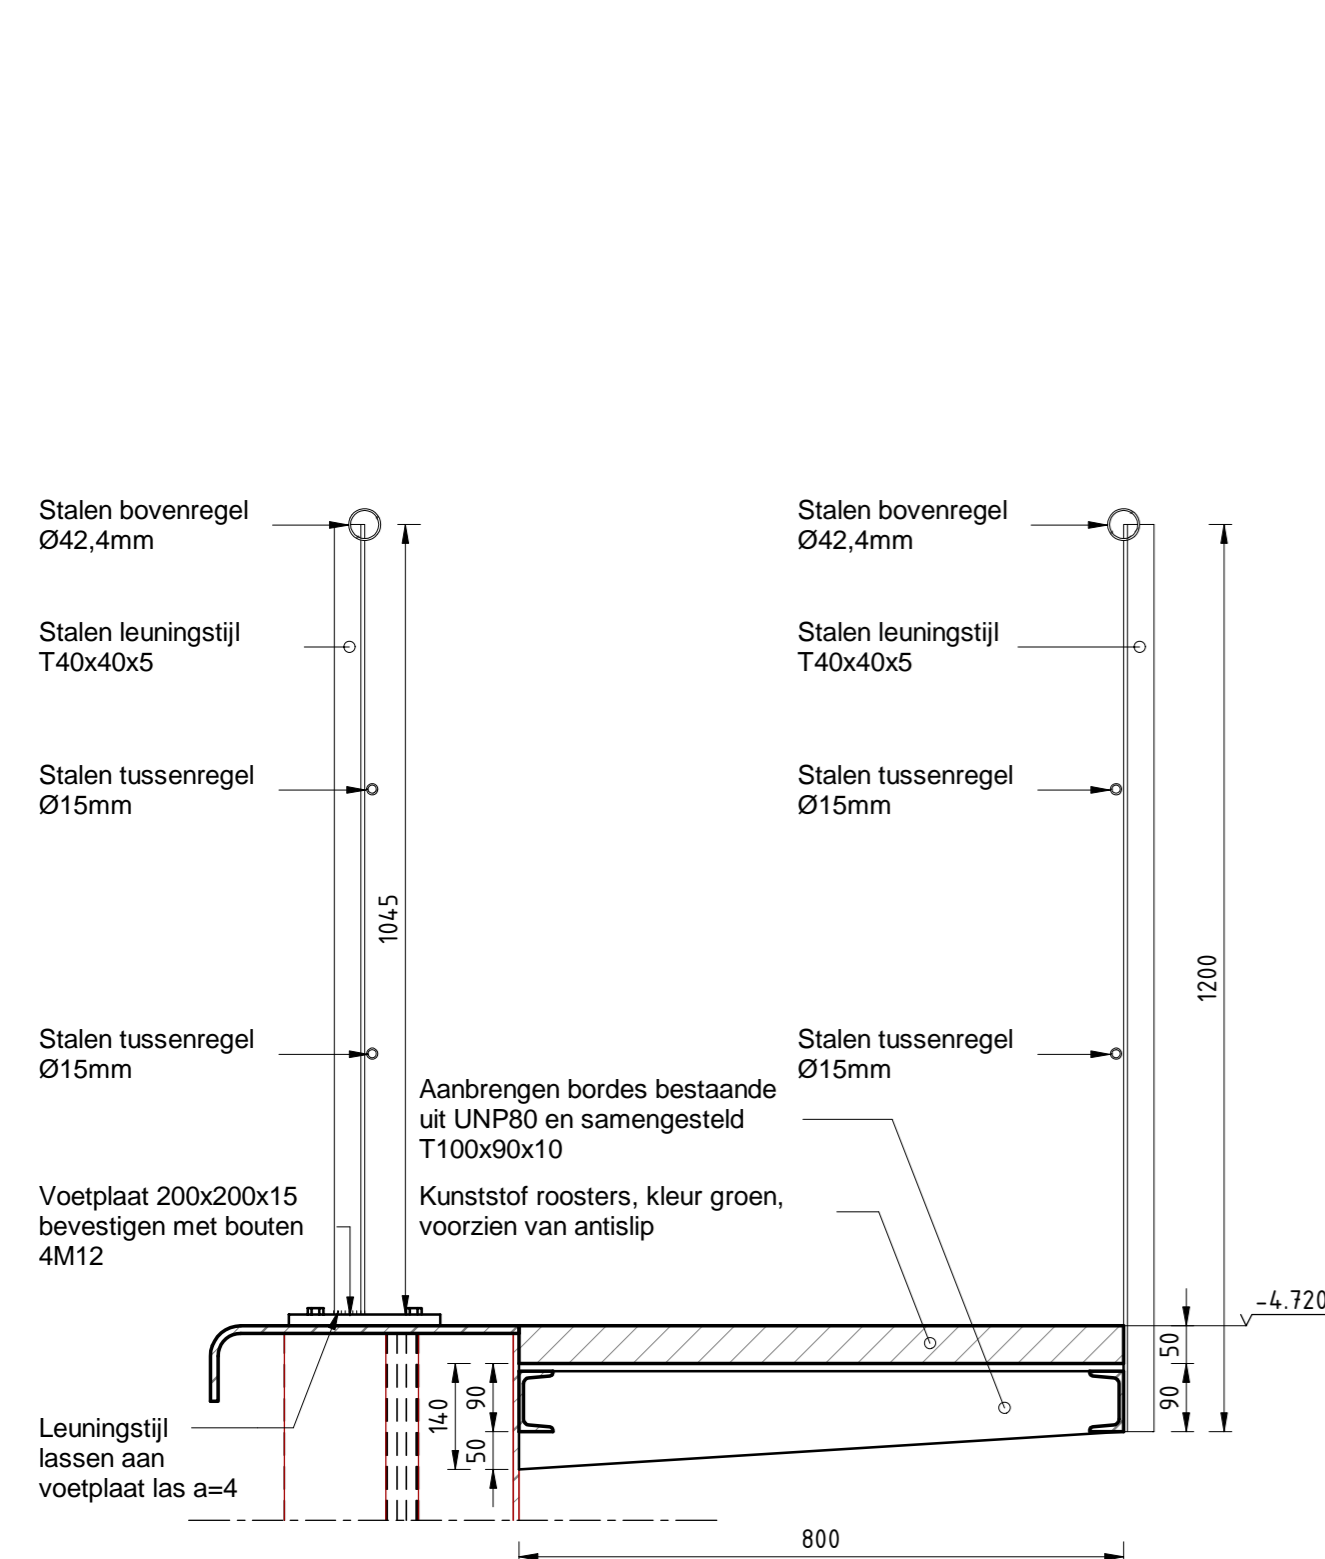 Stalen bovenregel
Ø42,4mm
Stalen bovenregel
Ø42,4mm
Stalen leuningstijl
T40x40x5
Stalen leuningstijl
T40x40x5
Stalen tussenregel
Ø15mm
Stalen tussenregel
Ø15mm
1045
1200
Stalen tussenregel
Ø15mm
Stalen tussenregel
Ø15mm
Aanbrengen bordes bestaande
uit UNP80 en samengesteld
T100x90x10
Voetplaat 200x200x15
bevestigen met bouten
4M12
Kunststof roosters, kleur groen,
voorzien van antislip
-4.720
50
90
140
90
50
Leuningstijl
lassen aan
voetplaat las a=4
800